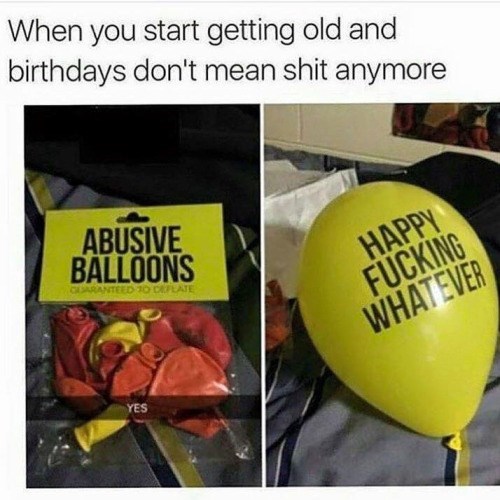 When you start getting old and
birthdays don't mean shit anymore
ABUSIVE
BALLOONS
GUARANTEED TO DEFLATE
YES
HAPPY
FUCKING
WHATEVER